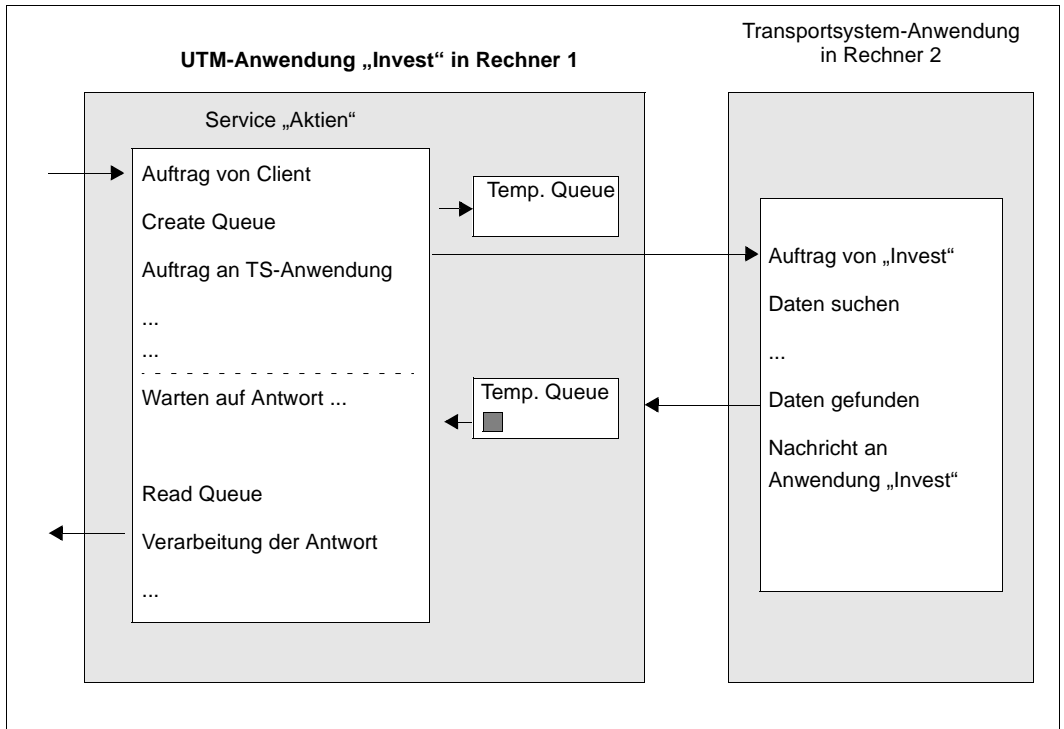 UTM-Anwendung „Invest“ in Rechner 1
Transportsystem-Anwendung
in Rechner 2
Service „Aktien“
Auftrag von Client
Create Queue
Auftrag an TS-Anwendung
...
...
Warten auf Antwort ...
Read Queue
Verarbeitung der Antwort
...
Temp. Queue
Temp. Queue
Auftrag von „Invest“
Daten suchen
...
Daten gefunden
Nachricht an
Anwendung „Invest“